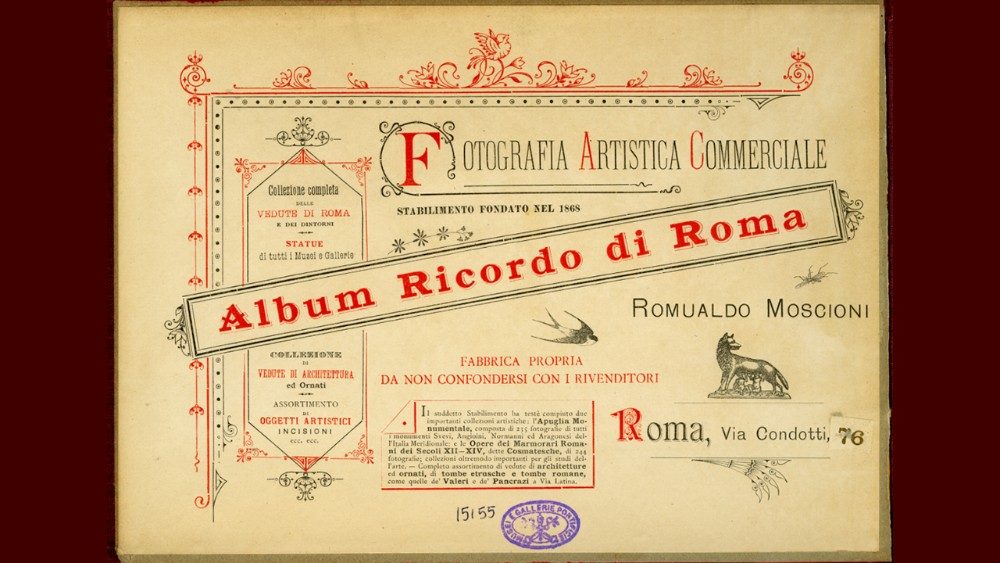 FOTOGRAFIA ARTISTICA COMMERCIALE
STABILIMENTO FONDATO NEL 1868
Collezione completa
DELLE
VEDUTE DI ROMA
E DEI DINTORNI
STATUE
di tutti i Musei e Gallerie
Album Ricordo di Roma
COLLEZIONE
DI
VEDUTE DI ARCHITETTURA
ed Ornati
ASSORTIMENTO
DI
OGGETTI ARTISTICI
INCISIONI
ecc. ecc.
ROMUALDO MOSCIONI
FABBRICA PROPRIA
DA NON CONFONDERSI CON I RIVENDITORI
Il suddetto Stabilimento ha testè compiuto due
importanti collezioni artistiche: l'Apuglia Mo-
numentale, composta di 235 fotografie di tutti
i monumenti Svevi, Angioini, Normanni ed Aragonesi del-
l'Italia Meridionale: e le Opere dei Marmorari Roma-
ni dei Secoli XII-XIV, dette Cosmatesche, di 244
fotografie; collezioni oltremodo importanti per gli studi del-
l'arte. — Completo assortimento di vedute di architetture
ed ornati, di tombe etrusche e tombe romane,
come quelle de' Valeri e de' Pancrazi a Via Latina.
Roma, Via Condotti, 76
15155
MUSEI E GALLERIE PONTIFICIE